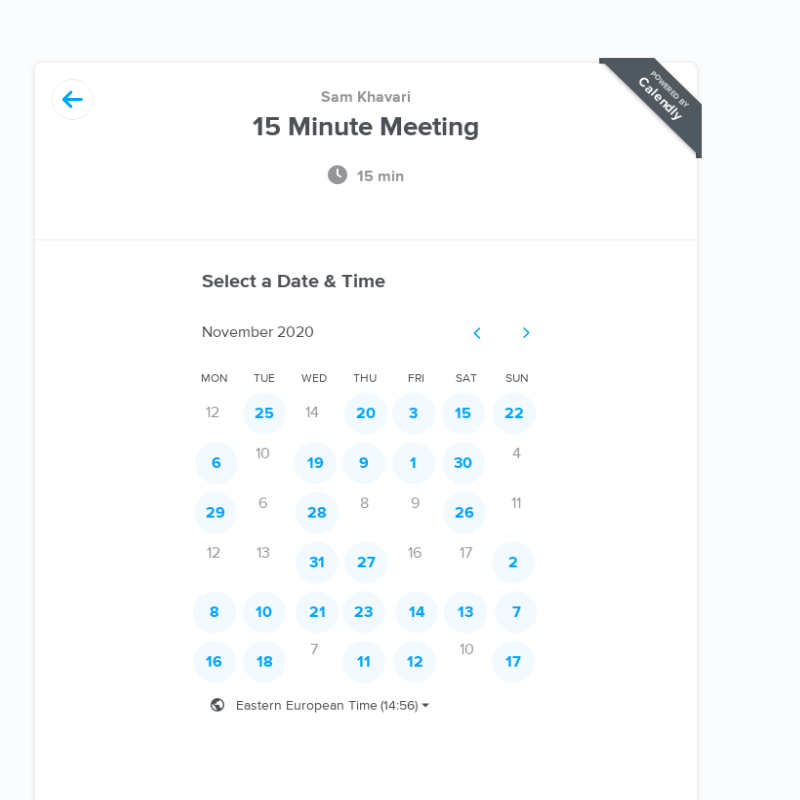 POWERED BY
Calendly
Sam Khavari
15 Minute Meeting
15 min
Select a Date & Time
November 2020
MON TUE WED THU FRI SAT SUN
12 25 14 20 3 15 22
6 10 19 9 1 30 4
29 6 28 8 9 26 11
12 13 31 27 16 17 2
8 10 21 23 14 13 7
16 18 7 11 12 10 17
Eastern European Time (14:56)